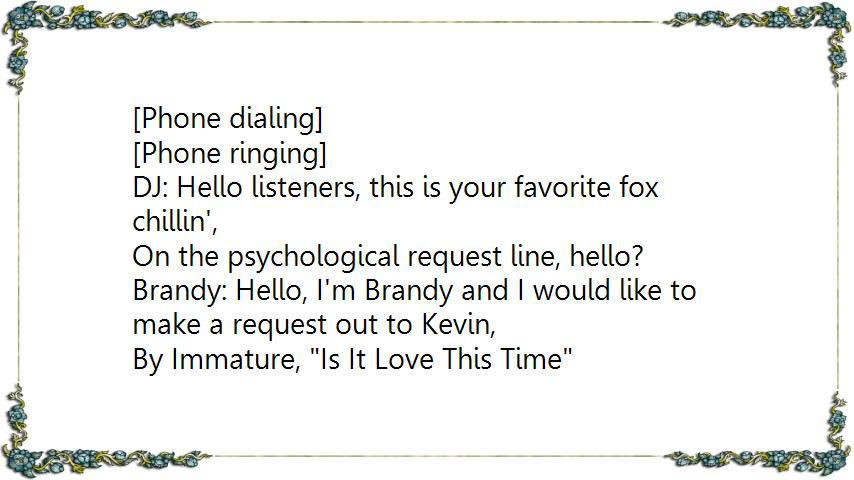 [Phone dialing]
[Phone ringing]
DJ: Hello listeners, this is your favorite fox
chillin',
On the psychological request line, hello?
Brandy: Hello, I'm Brandy and I would like to
make a request out to Kevin,
By Immature, "Is It Love This Time"